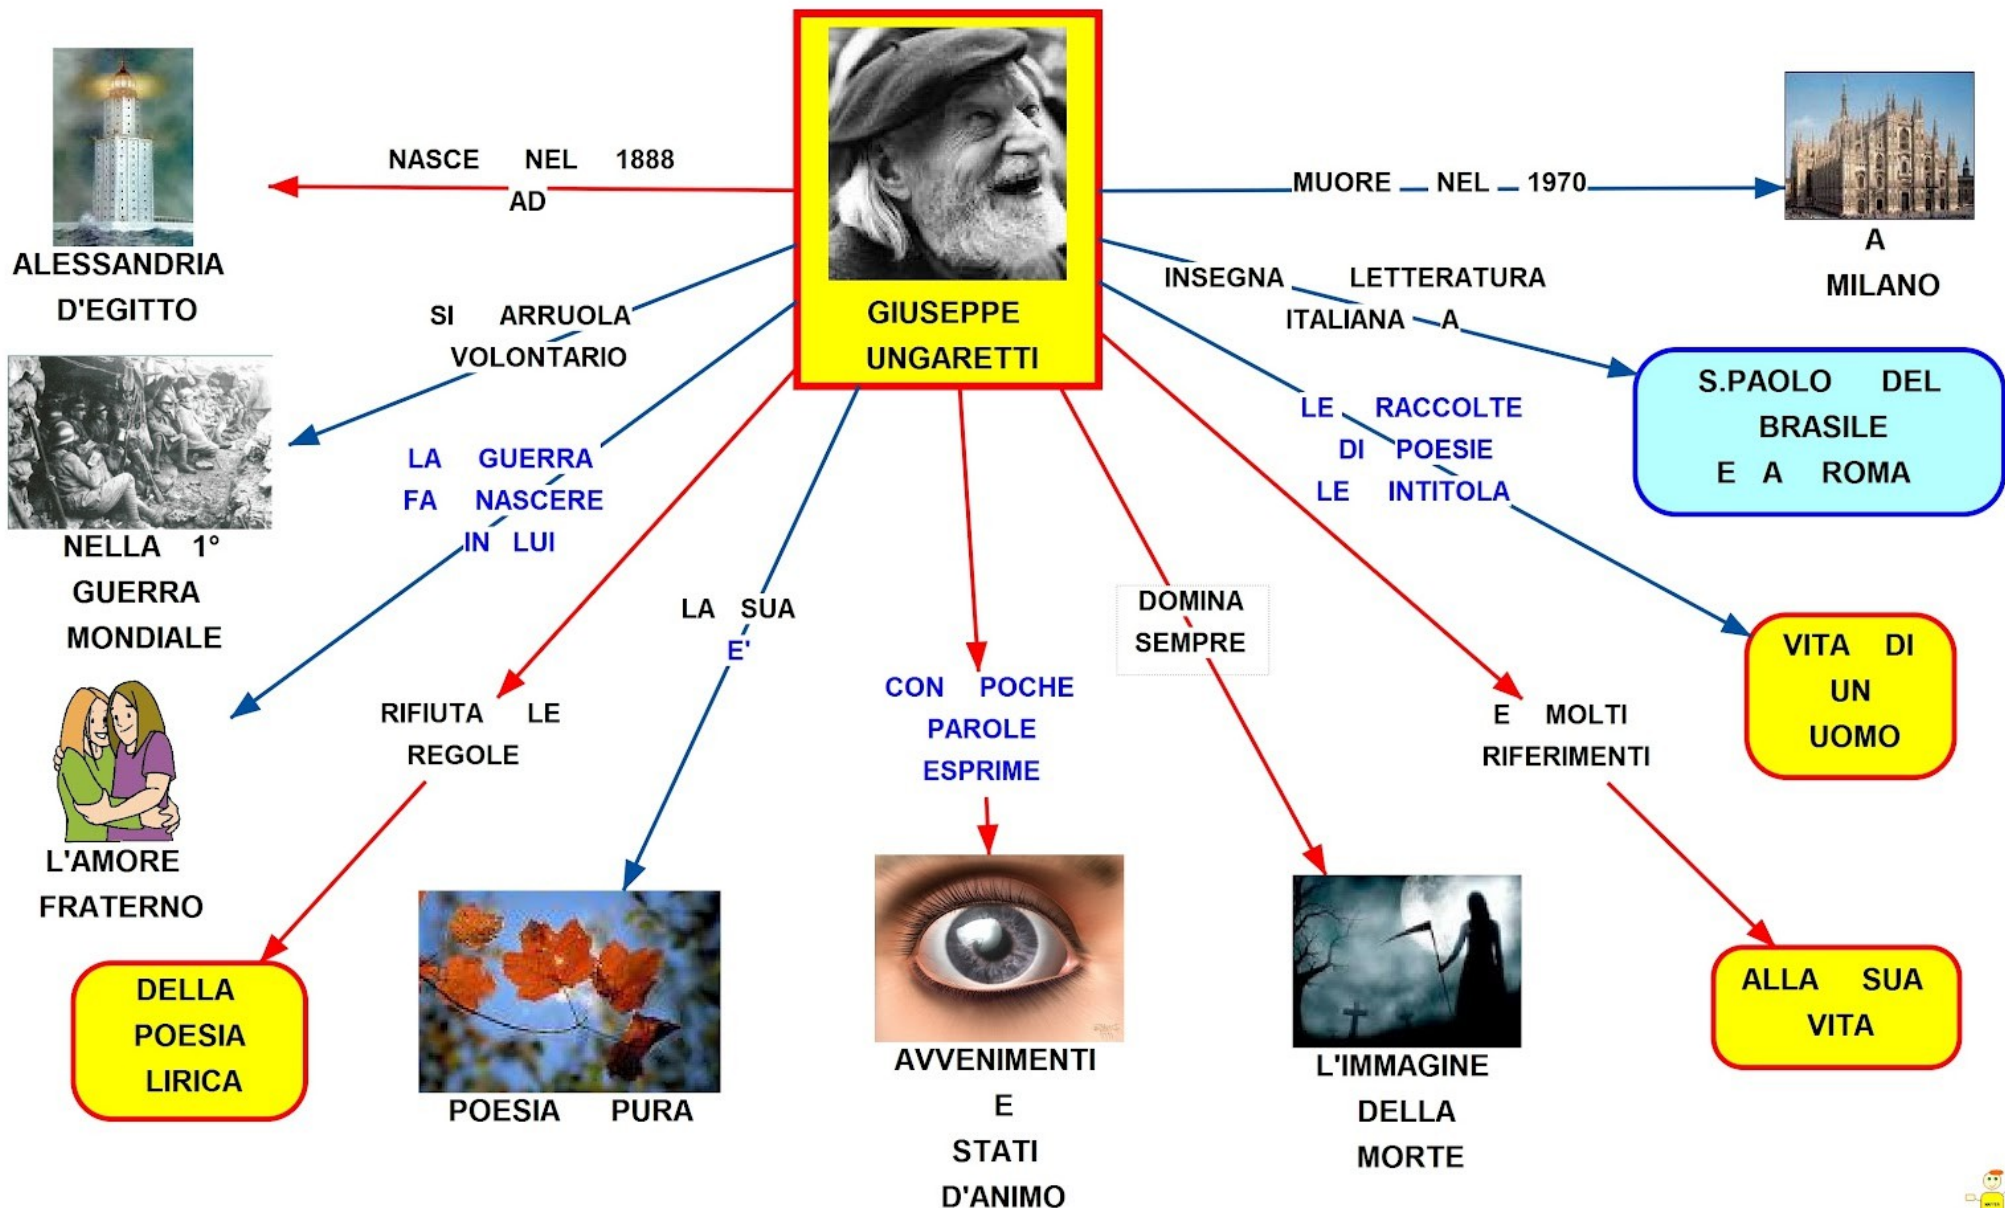 GIUSEPPE
UNGARETTI
NASCE NEL 1888
AD
ALESSANDRIA
D'EGITTO
SI ARRUOLA
VOLONTARIO
NELLA 1°
GUERRA
MONDIALE
LA GUERRA
FA NASCERE
IN LUI
L'AMORE
FRATERNO
RIFIUTA LE
REGOLE
DELLA
POESIA
LIRICA
LA SUA
E'
POESIA PURA
CON POCHE
PAROLE
ESPRIME
AVVENIMENTI
E
STATI
D'ANIMO
DOMINA
SEMPRE
L'IMMAGINE
DELLA
MORTE
E MOLTI
RIFERIMENTI
ALLA SUA
VITA
LE RACCOLTE
DI POESIE
LE INTITOLA
VITA DI
UN
UOMO
INSEGNA LETTERATURA
ITALIANA A
S.PAOLO DEL
BRASILE
E A ROMA
MUORE NEL 1970
A
MILANO